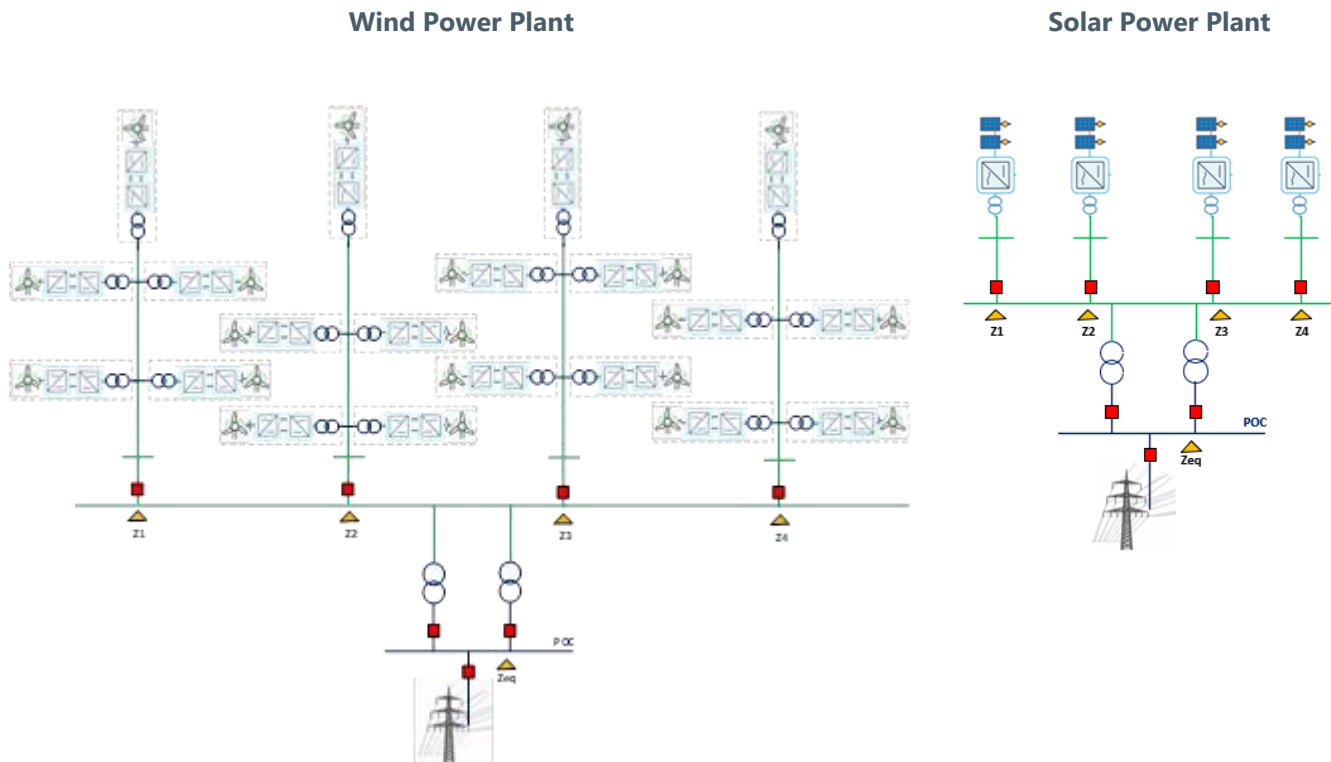 Wind Power Plant
Solar Power Plant
Z1
Z2
Z3
Z4
POC
Zeq
Z1
Z2
Z3
Z4
POC
Zeq